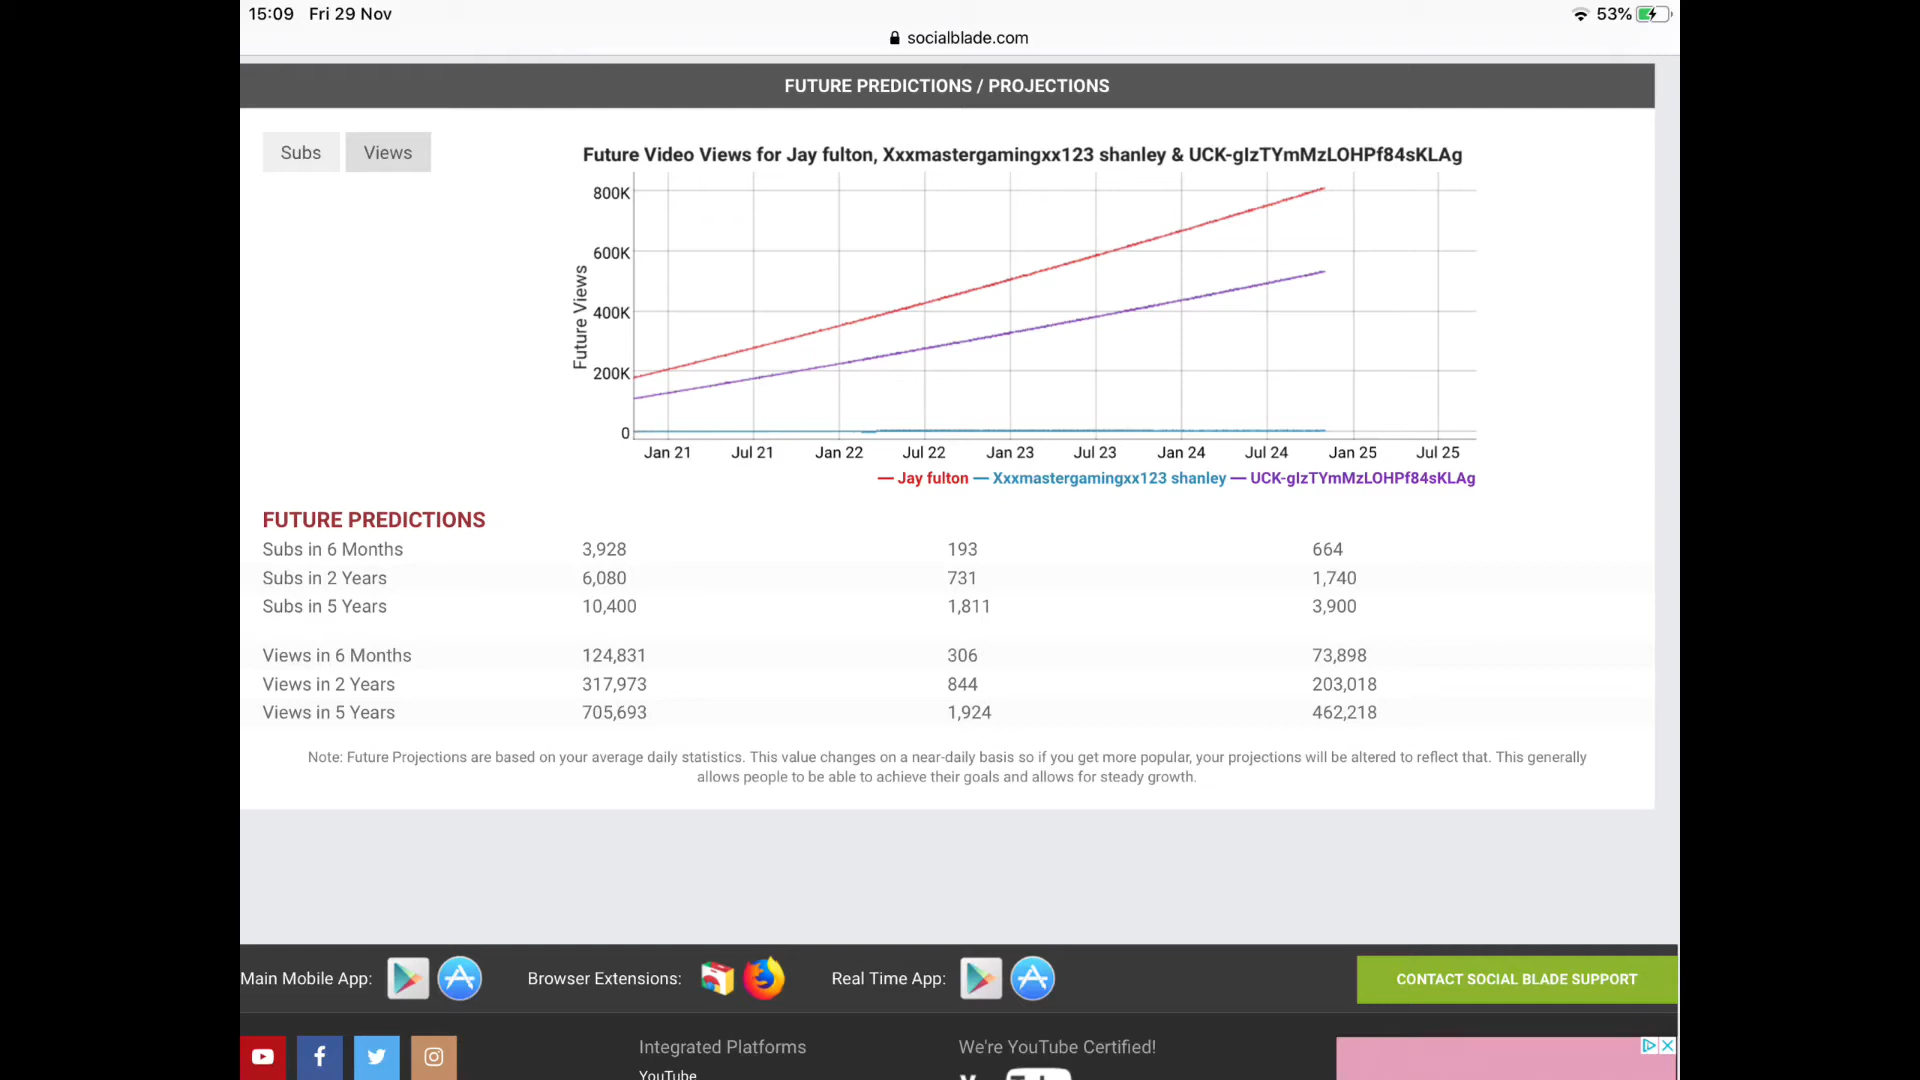 15:09 Fri 29 Nov
53%
socialblade.com
FUTURE PREDICTIONS / PROJECTIONS
Subs Views
Future Video Views for Jay fulton, Xxxmastergamingxx123 shanley & UCK-gIzTYmMzLOHPf84sKLAg
Future Views
800K
600K
400K
200K
0
Jan 21 Jul 21 Jan 22 Jul 22 Jan 23 Jul 23 Jan 24 Jul 24 Jan 25 Jul 25
Jay fulton Xxxmastergamingxx123 shanley UCK-gIzTYmMzLOHPf84sKLAg
FUTURE PREDICTIONS
Subs in 6 Months 3,928 193 664
Subs in 2 Years 6,080 731 1,740
Subs in 5 Years 10,400 1,811 3,900
Views in 6 Months 124,831 306 73,898
Views in 2 Years 317,973 844 203,018
Views in 5 Years 705,693 1,924 462,218
Note: Future Projections are based on your average daily statistics. This value changes on a near-daily basis so if you get more popular, your projections will be altered to reflect that. This generally
allows people to be able to achieve their goals and allows for steady growth.
Main Mobile App: Browser Extensions: Real Time App: CONTACT SOCIAL BLADE SUPPORT
Integrated Platforms We're YouTube Certified!
YouTube